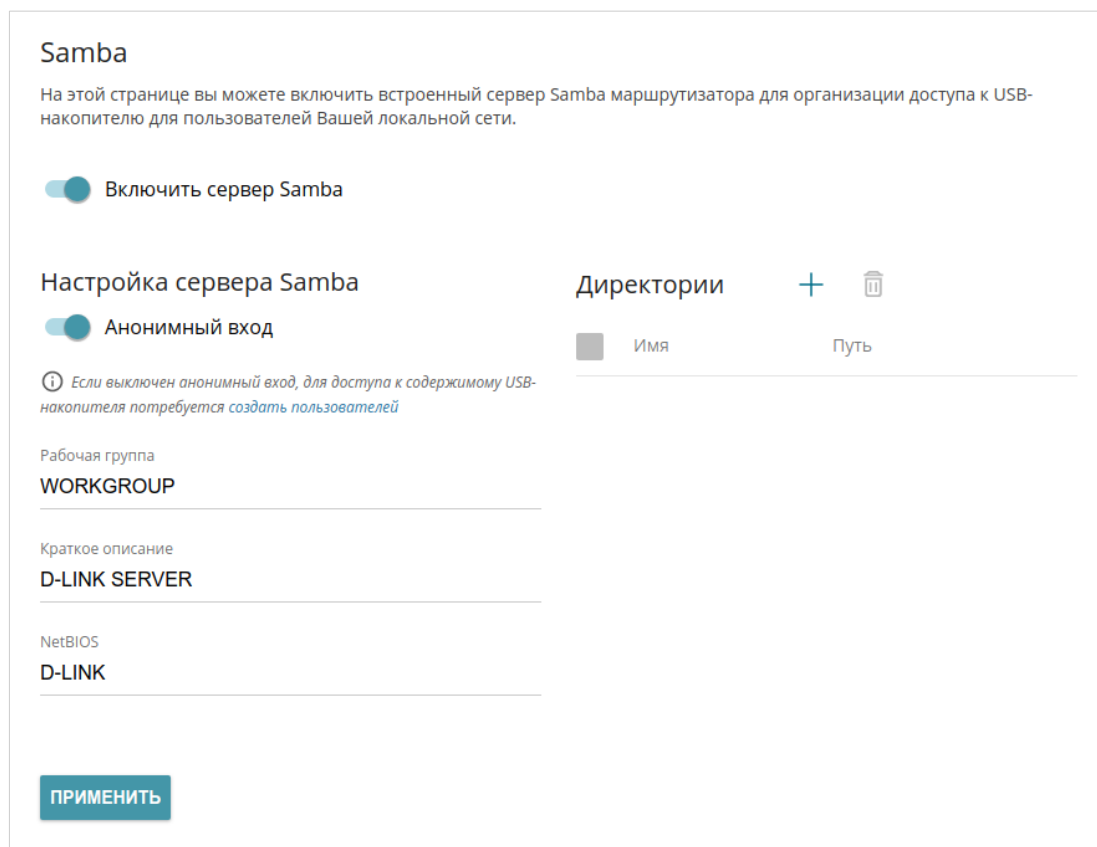 Samba
На этой странице вы можете включить встроенный сервер Samba маршрутизатора для организации доступа к USB-
накопителю для пользователей Вашей локальной сети.
Включить сервер Samba
Настройка сервера Samba
Анонимный вход
Если выключен анонимный вход, для доступа к содержимому USB-
накопителя потребуется создать пользователей
Рабочая группа
WORKGROUP
Краткое описание
D-LINK SERVER
NetBIOS
D-LINK
ПРИМЕНИТЬ
Директории
Имя Путь